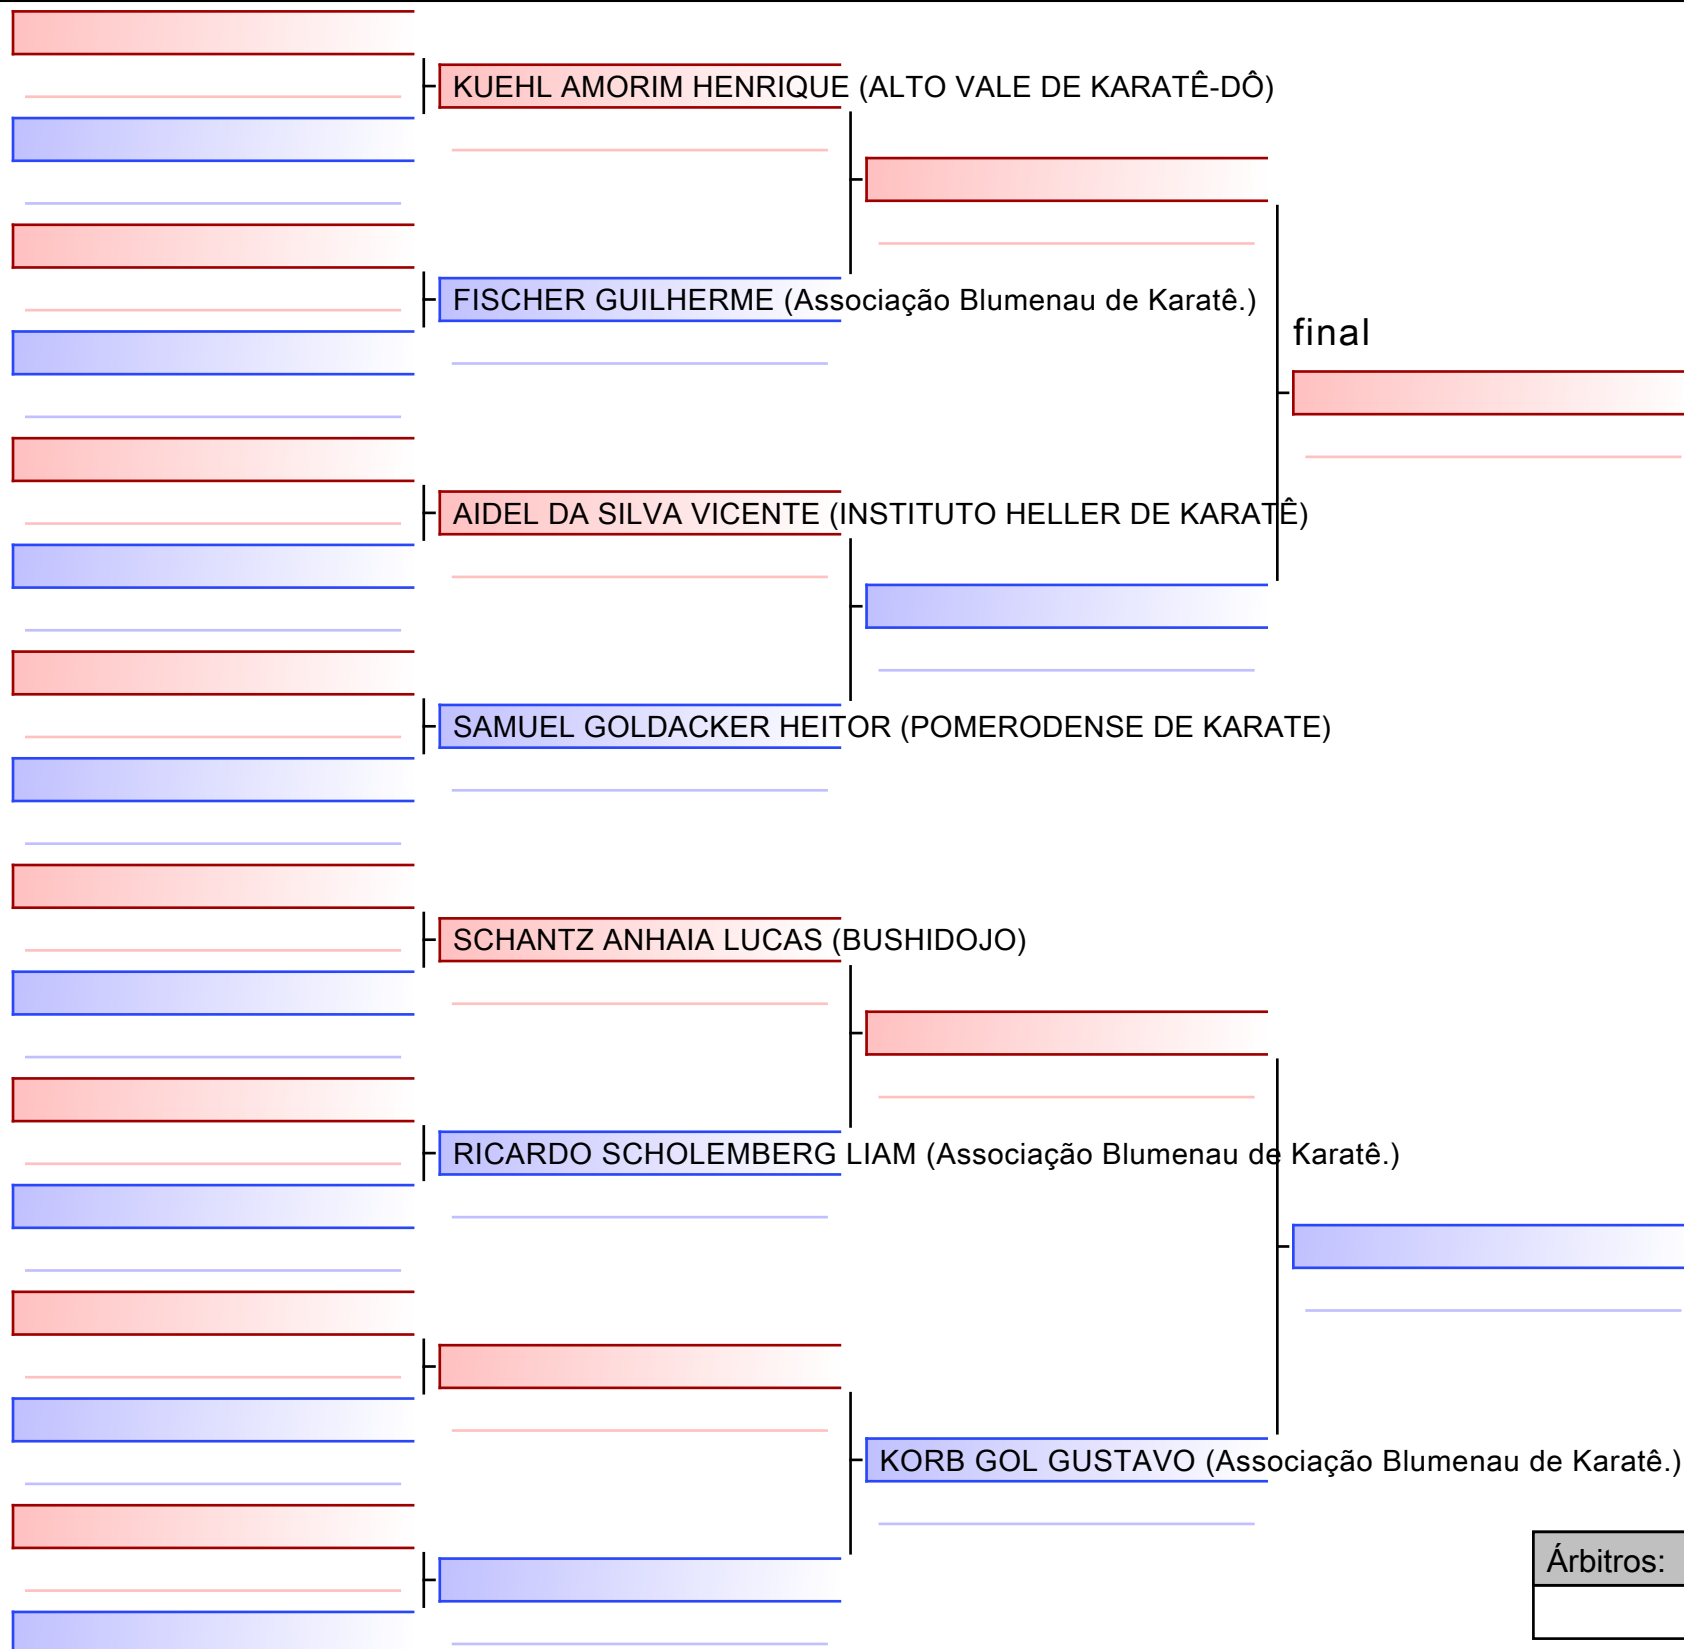 KUEHL AMORIM HENRIQUE (ALTO VALE DE KARATÊ-DÔ)
FISCHER GUILHERME (Associação Blumenau de Karatê.)
final
AIDEL DA SILVA VICENTE (INSTITUTO HELLER DE KARATÊ)
SAMUEL GOLDACKER HEITOR (POMERODENSE DE KARATE)
SCHANTZ ANHAIA LUCAS (BUSHIDOJO)
RICARDO SCHOLEMBERG LIAM (Associação Blumenau de Karatê.)
KORB GOL GUSTAVO (Associação Blumenau de Karatê.)
Árbitros: